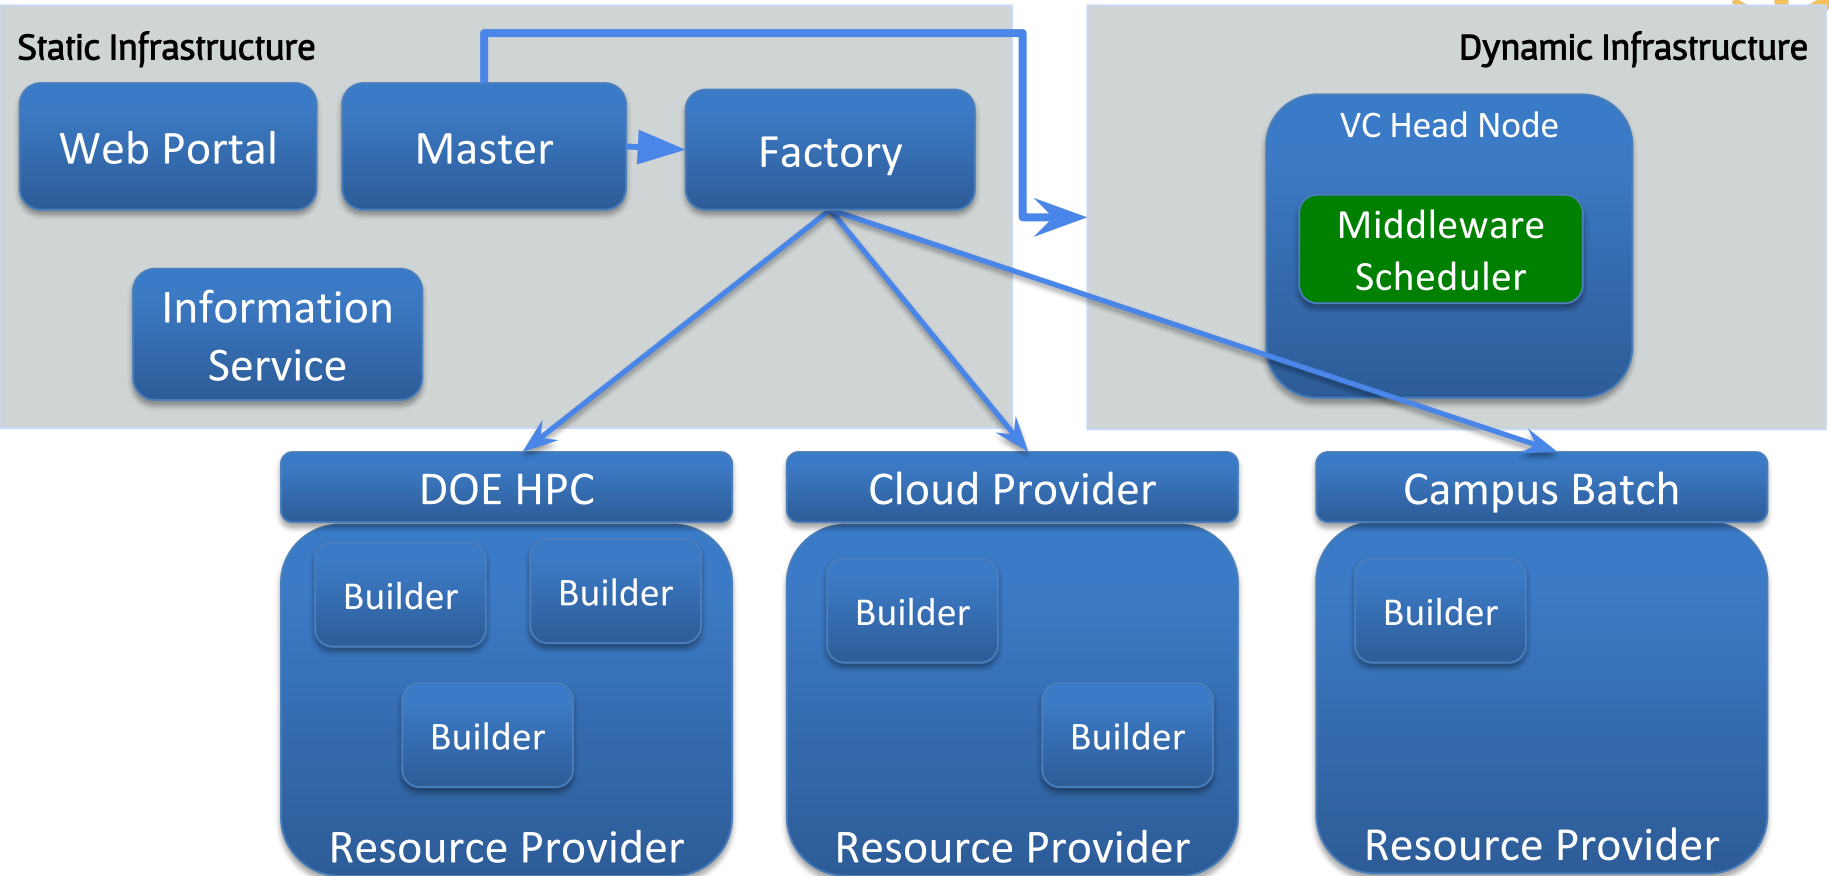 Static Infrastructure
Dynamic Infrastructure
Web Portal
Master
Factory
VC Head Node
Middleware
Scheduler
Information
Service
DOE HPC
Cloud Provider
Campus Batch
Builder
Builder
Builder
Resource Provider
Builder
Builder
Resource Provider
Builder
Resource Provider